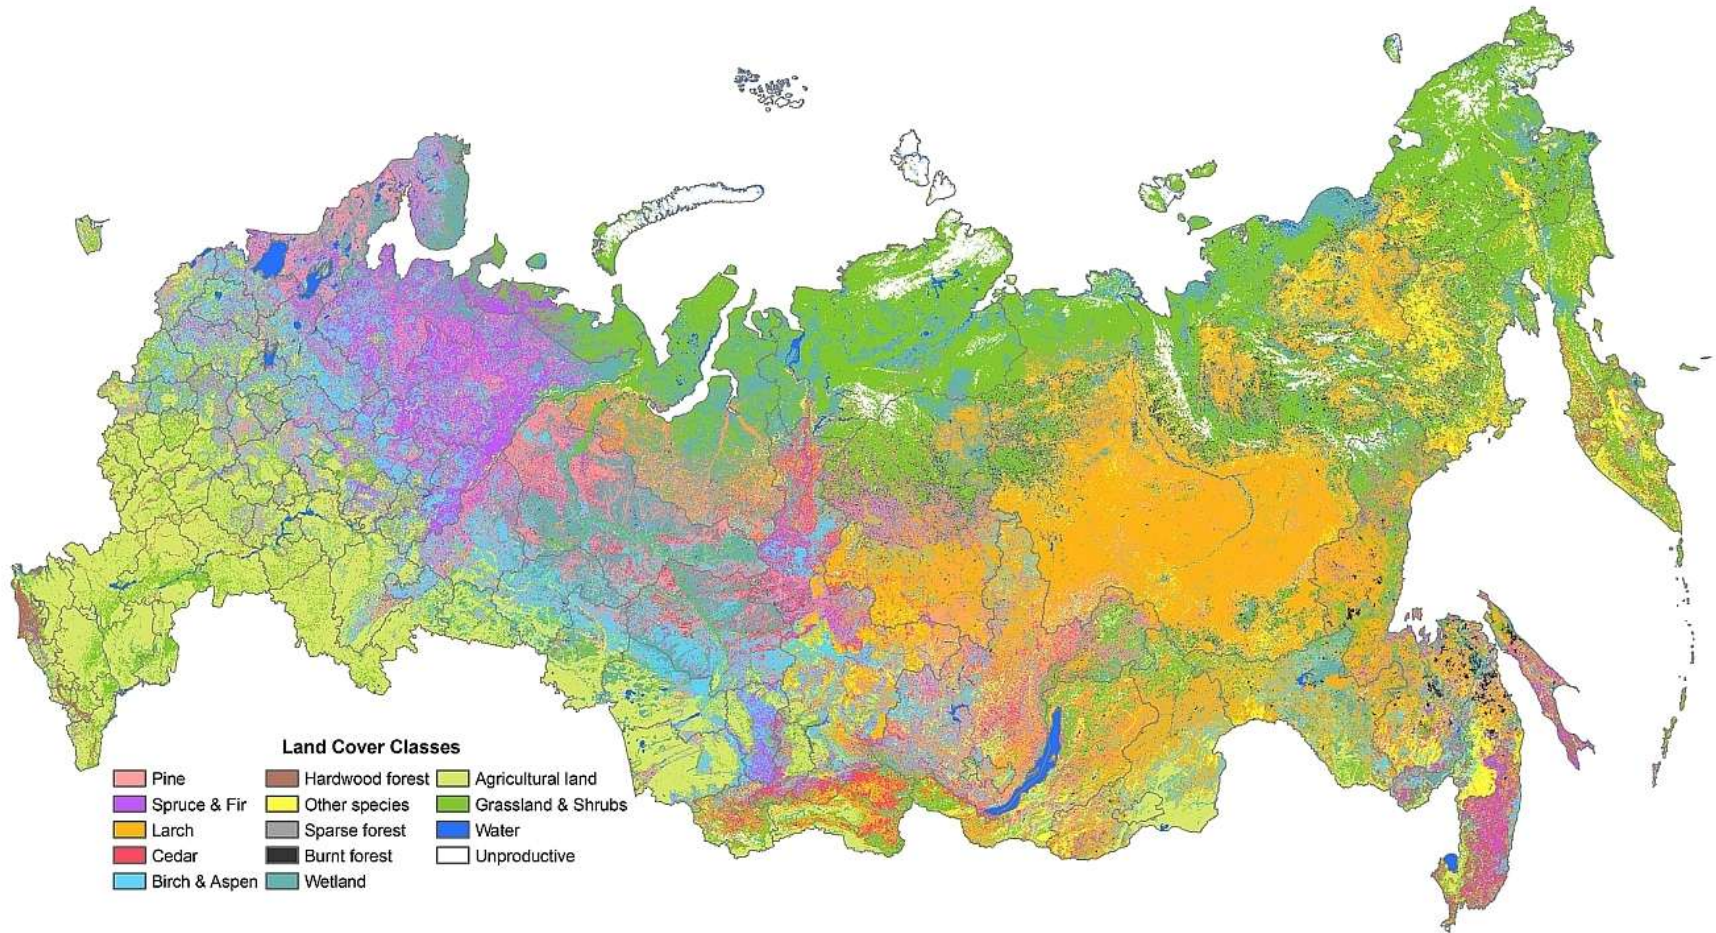 Land Cover Classes
Pine
Spruce & Fir
Larch
Cedar
Birch & Aspen
Hardwood forest
Other species
Sparse forest
Burnt forest
Wetland
Agricultural land
Grassland & Shrubs
Water
Unproductive